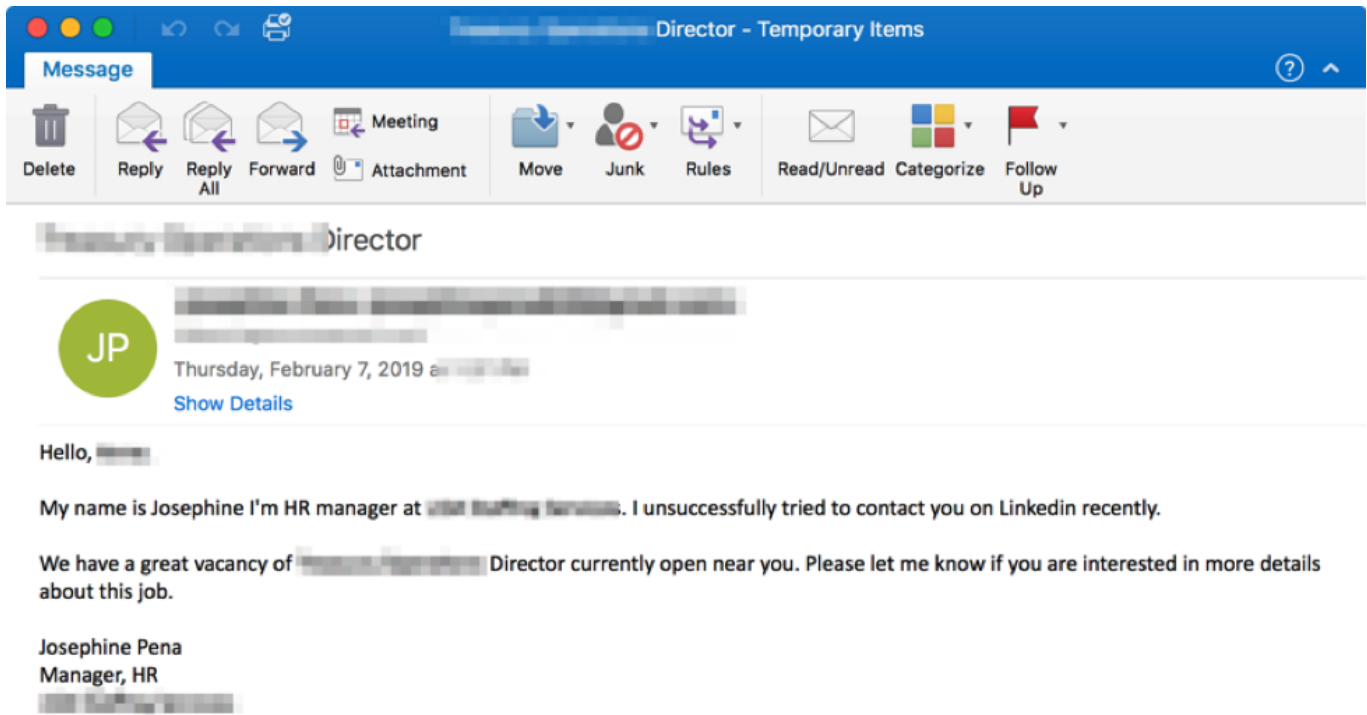 Director – Temporary Items
Message
Meeting
Attachment
Delete
Reply
Reply All
Forward
Move
Junk
Rules
Read/Unread
Categorize
Follow Up
Director
JP
Thursday, February 7, 2019
Show Details
Hello,
My name is Josephine I'm HR manager at . I unsuccessfully tried to contact you on Linkedin recently.
We have a great vacancy of Director currently open near you. Please let me know if you are interested in more details
about this job.
Josephine Pena
Manager, HR